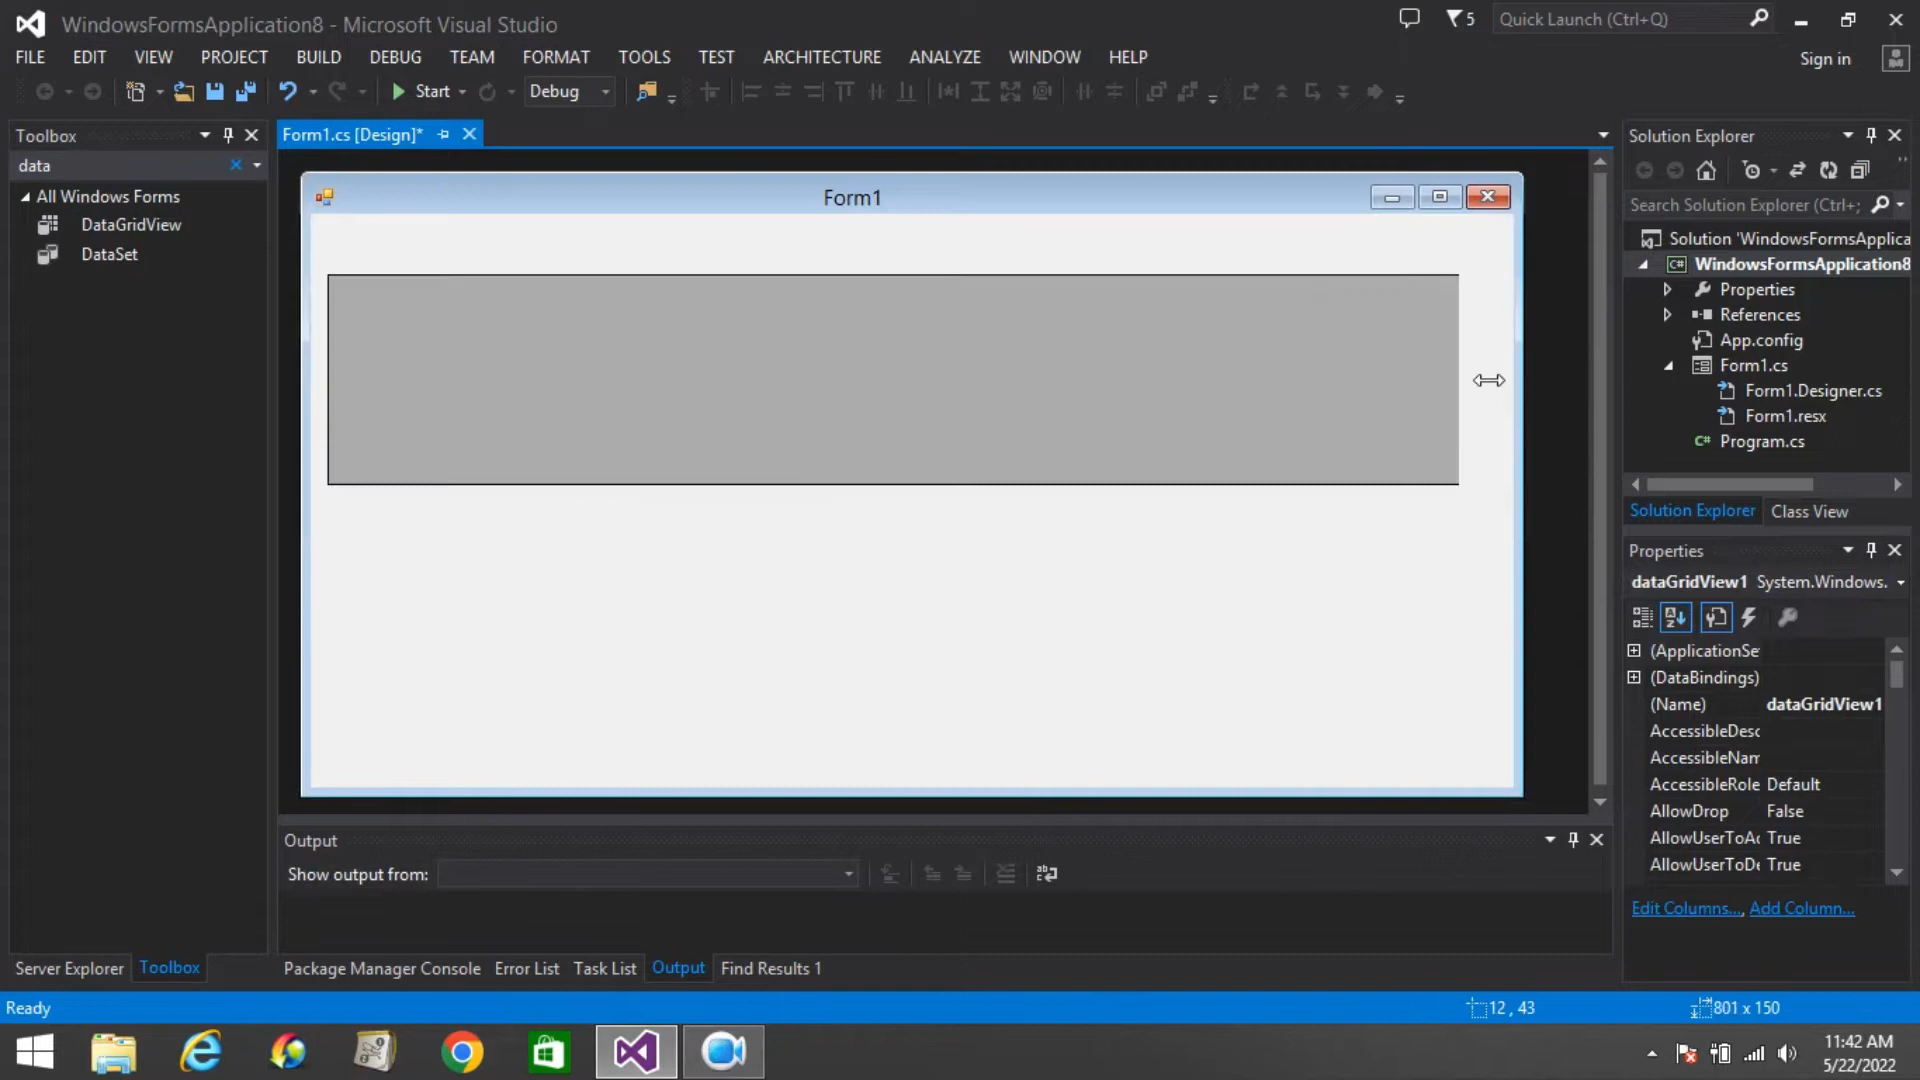 WindowsFormsApplication8 - Microsoft Visual Studio
5
Quick Launch (Ctrl+Q)
FILE EDIT VIEW PROJECT BUILD DEBUG TEAM FORMAT TOOLS TEST ARCHITECTURE ANALYZE WINDOW HELP
Sign in
Start
Debug
Toolbox
data
All Windows Forms
DataGridView
DataSet
Form1.cs [Design]*
Form1
Solution Explorer
Search Solution Explorer (Ctrl+;
Solution 'WindowsFormsApplica
WindowsFormsApplication8
Properties
References
App.config
Form1.cs
Form1.Designer.cs
Form1.resx
Program.cs
Solution Explorer Class View
Properties
dataGridView1 System.Windows.
(ApplicationSe
(DataBindings)
(Name) dataGridView1
AccessibleDesc
AccessibleNam
AccessibleRole Default
AllowDrop False
AllowUserToAc True
AllowUserToDe True
Edit Columns..., Add Column...
Output
Show output from:
Server Explorer Toolbox
Package Manager Console Error List Task List Output Find Results 1
Ready
12 , 43
801 x 150
11:42 AM
5/22/2022